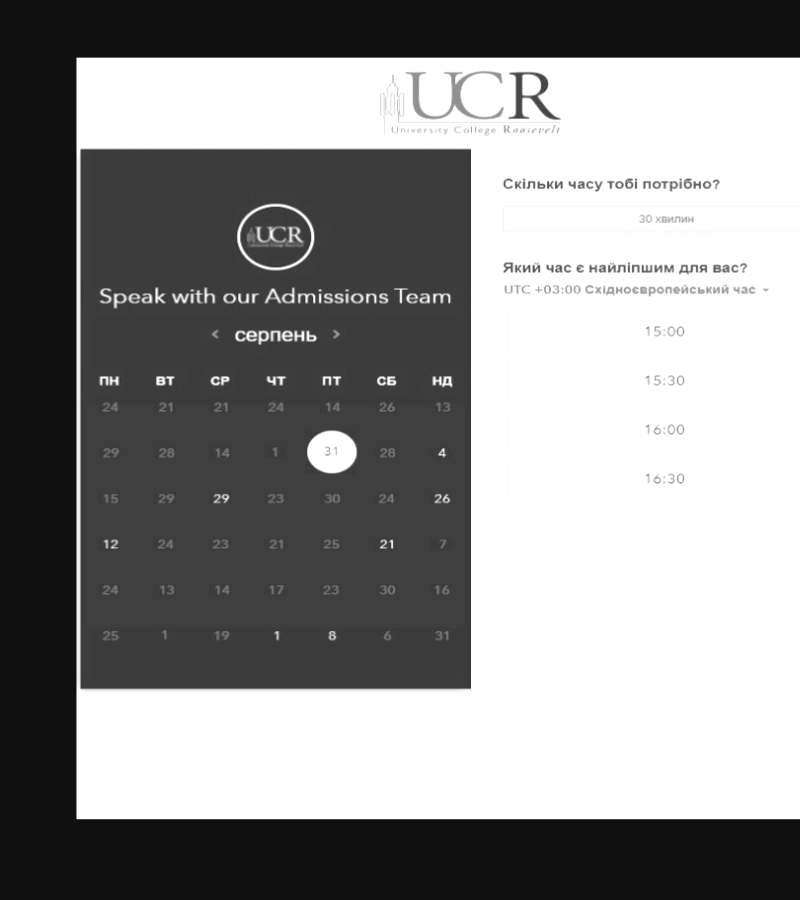 UCR
University College Roosevelt
UCR
Speak with our Admissions Team
< серпень >
ПН ВТ СР ЧТ ПТ СБ НД
24 21 21 24 14 26 13
29 28 14 1 31 28 4
15 29 29 23 30 24 26
12 24 23 21 25 21 7
24 13 14 17 23 30 16
25 1 19 1 8 6 31
Скільки часу тобі потрібно?
30 хвилин
Який час є найліпшим для вас?
UTC +03:00 Східноєвропейський час
15:00
15:30
16:00
16:30